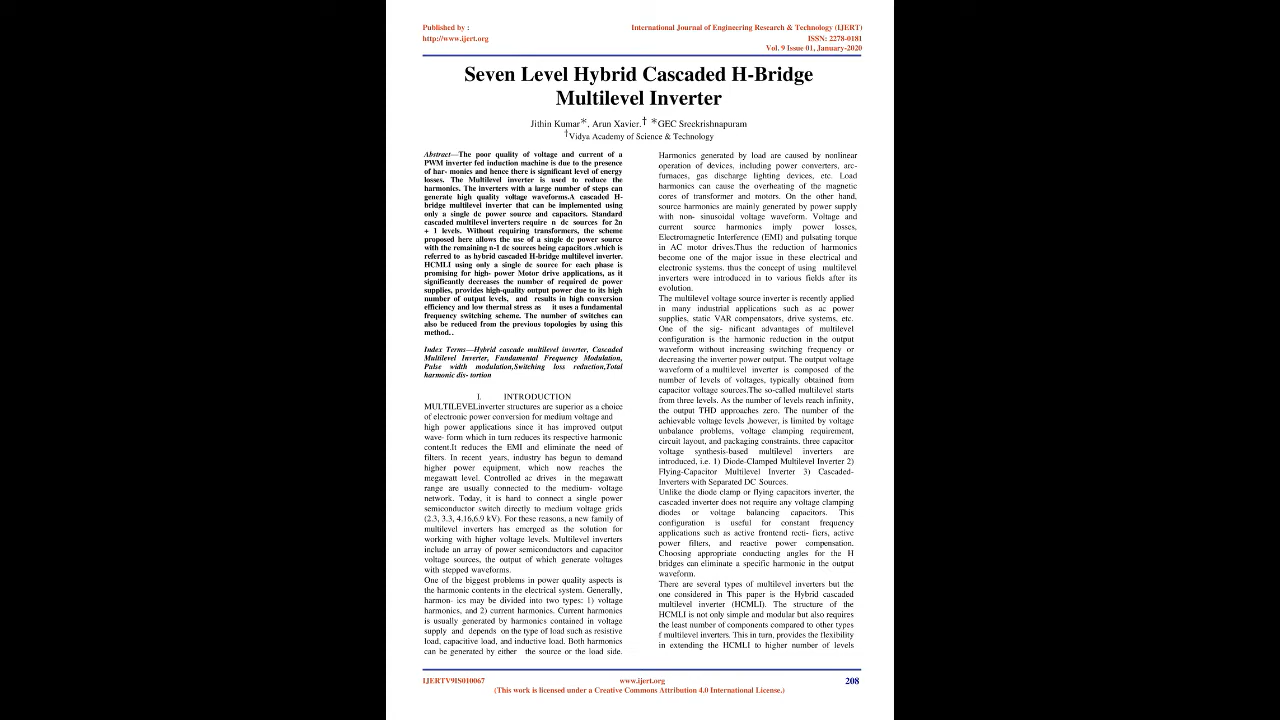 Published by :
http://www.ijert.org
International Journal of Engineering Research & Technology (IJERT)
ISSN: 2278-0181
Vol. 9 Issue 01, January-2020
Seven Level Hybrid Cascaded H-Bridge
Multilevel Inverter
Jithin Kumar*, Arun Xavier.† *GEC Sreekrishnapuram
†Vidya Academy of Science & Technology
Abstract—The poor quality of voltage and current of a
PWM inverter fed induction machine is due to the presence
of har- monics and hence there is significant level of energy
losses. The Multilevel inverter is used to reduce the
harmonics. The inverters with a large number of steps can
generate high quality voltage waveforms.A cascaded H-
bridge multilevel inverter that can be implemented using
only a single dc power source and capacitors. Standard
cascaded multilevel inverters require n dc sources for 2n
+ 1 levels. Without requiring transformers, the scheme
proposed here allows the use of a single dc power source
with the remaining n-1 dc sources being capacitors .which is
referred to as hybrid cascaded H-bridge multilevel inverter.
HCMLI using only a single dc source for each phase is
promising for high- power Motor drive applications, as it
significantly decreases the number of required dc power
supplies, provides high-quality output power due to its high
number of output levels, and results in high conversion
efficiency and low thermal stress as it uses a fundamental
frequency switching scheme. The number of switches can
also be reduced from the previous topologies by using this
method. .
Index Terms—Hybrid cascade multilevel inverter, Cascaded
Multilevel Inverter, Fundamental Frequency Modulation,
Pulse width modulation,Switching loss reduction,Total
harmonic dis- tortion
I. INTRODUCTION
MULTILEVELinverter structures are superior as a choice
of electronic power conversion for medium voltage and
high power applications since it has improved output
wave- form which in turn reduces its respective harmonic
content.It reduces the EMI and eliminate the need of
filters. In recent years, industry has begun to demand
higher power equipment, which now reaches the
megawatt level. Controlled ac drives in the megawatt
range are usually connected to the medium- voltage
network. Today, it is hard to connect a single power
semiconductor switch directly to medium voltage grids
(2.3, 3.3, 4.16,6.9 kV). For these reasons, a new family of
multilevel inverters has emerged as the solution for
working with higher voltage levels. Multilevel inverters
include an array of power semiconductors and capacitor
voltage sources, the output of which generate voltages
with stepped waveforms.
One of the biggest problems in power quality aspects is
the harmonic contents in the electrical system. Generally,
harmon- ics may be divided into two types: 1) voltage
harmonics, and 2) current harmonics. Current harmonics
is usually generated by harmonics contained in voltage
supply and depends on the type of load such as resistive
load, capacitive load, and inductive load. Both harmonics
can be generated by either the source or the load side.
Harmonics generated by load are caused by nonlinear
operation of devices, including power converters, arc-
furnaces, gas discharge lighting devices, etc. Load
harmonics can cause the overheating of the magnetic
cores of transformer and motors. On the other hand,
source harmonics are mainly generated by power supply
with non- sinusoidal voltage waveform. Voltage and
current source harmonics imply power losses,
Electromagnetic Interference (EMI) and pulsating torque
in AC motor drives.Thus the reduction of harmonics
become one of the major issue in these electrical and
electronic systems. thus the concept of using multilevel
inverters were introduced in to various fields after its
evolution.
The multilevel voltage source inverter is recently applied
in many industrial applications such as ac power
supplies, static VAR compensators, drive systems, etc.
One of the sig- nificant advantages of multilevel
configuration is the harmonic reduction in the output
waveform without increasing switching frequency or
decreasing the inverter power output. The output voltage
waveform of a multilevel inverter is composed of the
number of levels of voltages, typically obtained from
capacitor voltage sources.The so-called multilevel starts
from three levels. As the number of levels reach infinity,
the output THD approaches zero. The number of the
achievable voltage levels ,however, is limited by voltage
unbalance problems, voltage clamping requirement,
circuit layout, and packaging constraints. three capacitor
voltage synthesis-based multilevel inverters are
introduced, i.e. 1) Diode-Clamped Multilevel Inverter 2)
Flying-Capacitor Multilevel Inverter 3) Cascaded-
Inverters with Separated DC Sources.
Unlike the diode clamp or flying capacitors inverter, the
cascaded inverter does not require any voltage clamping
diodes or voltage balancing capacitors. This
configuration is useful for constant frequency
applications such as active frontend recti- fiers, active
power filters, and reactive power compensation.
Choosing appropriate conducting angles for the H
bridges can eliminate a specific harmonic in the output
waveform.
There are several types of multilevel inverters but the
one considered in This paper is the Hybrid cascaded
multilevel inverter (HCMLI). The structure of the
HCMLI is not only simple and modular but also requires
the least number of components compared to other types
f multilevel inverters. This in turn, provides the flexibility
in extending the HCMLI to higher number of levels
IJERTV9IS010067
www.ijert.org
208
(This work is licensed under a Creative Commons Attribution 4.0 International License.)